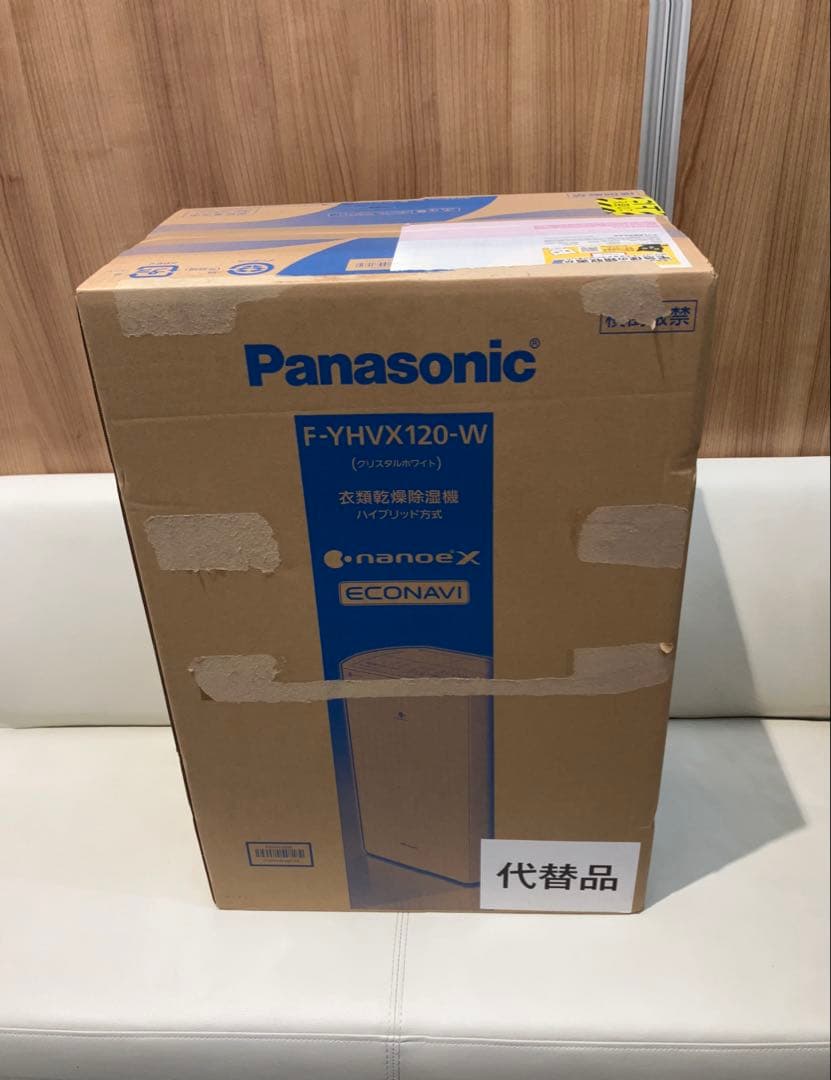 Panasonic®
F-YHVX120-W
(クリスタルホワイト)
衣類乾燥除湿機
ハイブリッド方式
nanoe™X
ECONAVI
代替品